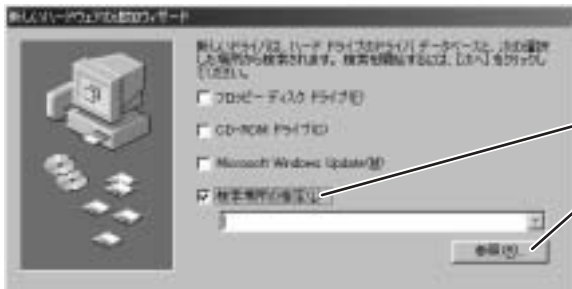 新しいハードウェアの追加ウィザード
新しいドライバは、ハード ドライブのドライバ データベースと、次の選択
した場所から検索されます。検索を開始するには、[次へ] をクリックし
てください。
フロッピー ディスク ドライブ(F)
CD-ROM ドライブ(C)
Microsoft Windows Update(M)
検索場所の指定(L):
参照(R)...